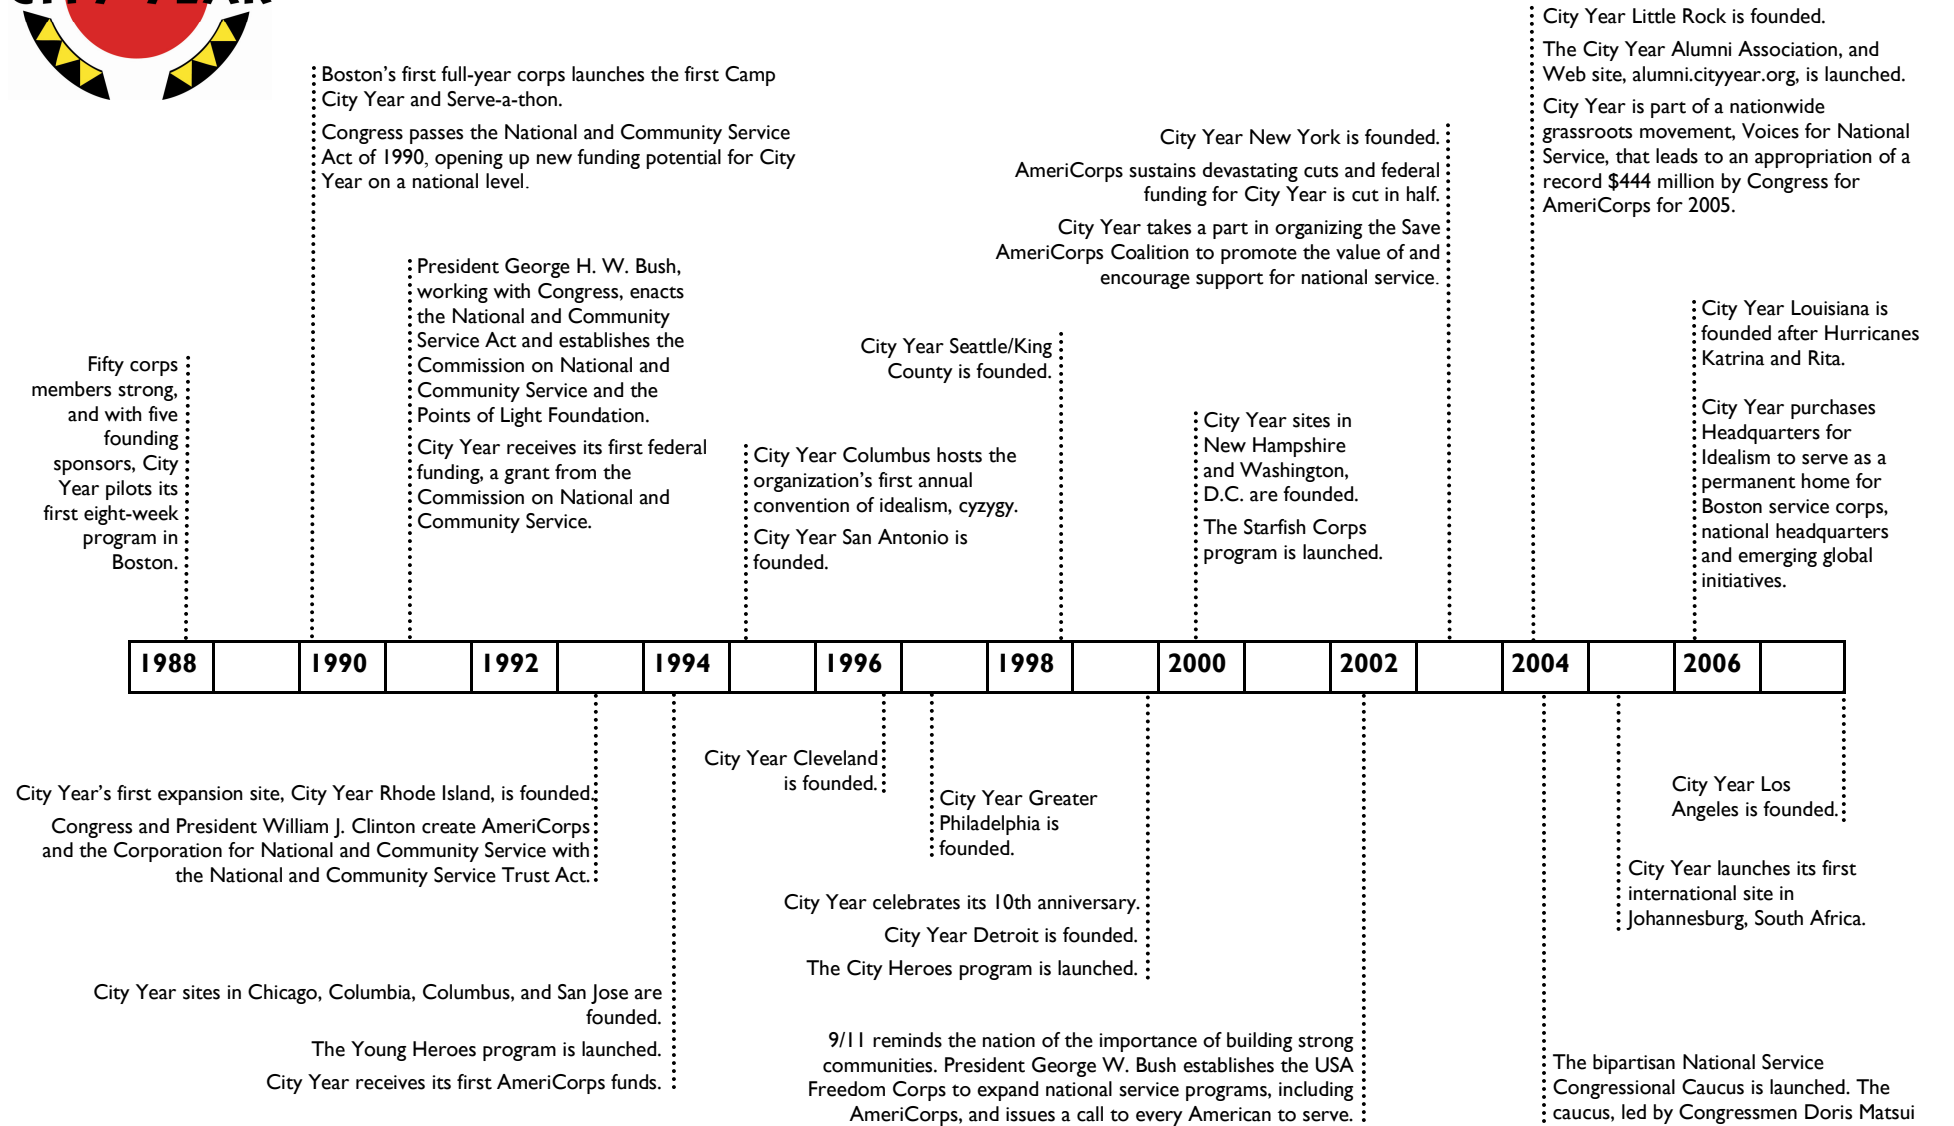 CITY YEAR
City Year Little Rock is founded.
The City Year Alumni Association, and
Web site, alumni.cityyear.org, is launched.
City Year is part of a nationwide
grassroots movement, Voices for National
Service, that leads to an appropriation of a
record $444 million by Congress for
AmeriCorps for 2005.
Boston's first full-year corps launches the first Camp
City Year and Serve-a-thon.
Congress passes the National and Community Service
Act of 1990, opening up new funding potential for City
Year on a national level.
City Year New York is founded.
AmeriCorps sustains devastating cuts and federal
funding for City Year is cut in half.
City Year takes a part in organizing the Save
AmeriCorps Coalition to promote the value of and
encourage support for national service.
President George H. W. Bush,
working with Congress, enacts
the National and Community
Service Act and establishes the
Commission on National and
Community Service and the
Points of Light Foundation.
City Year receives its first federal
funding, a grant from the
Commission on National and
Community Service.
City Year Louisiana is
founded after Hurricanes
Katrina and Rita.
City Year purchases
Headquarters for
Idealism to serve as a
permanent home for
Boston service corps,
national headquarters
and emerging global
initiatives.
Fifty corps
members strong,
and with five
founding
sponsors, City
Year pilots its
first eight-week
program in
Boston.
City Year Seattle/King
County is founded.
City Year Columbus hosts the
organization's first annual
convention of idealism, cyzygy.
City Year San Antonio is
founded.
City Year sites in
New Hampshire
and Washington,
D.C. are founded.
The Starfish Corps
program is launched.
1988 1990 1992 1994 1996 1998 2000 2002 2004 2006
City Year's first expansion site, City Year Rhode Island, is founded.
Congress and President William J. Clinton create AmeriCorps
and the Corporation for National and Community Service with
the National and Community Service Trust Act.
City Year Cleveland
is founded.
City Year Greater
Philadelphia is
founded.
City Year Los
Angeles is founded.
City Year launches its first
international site in
Johannesburg, South Africa.
City Year celebrates its 10th anniversary.
City Year Detroit is founded.
The City Heroes program is launched.
City Year sites in Chicago, Columbia, Columbus, and San Jose are
founded.
The Young Heroes program is launched.
City Year receives its first AmeriCorps funds.
9/11 reminds the nation of the importance of building strong
communities. President George W. Bush establishes the USA
Freedom Corps to expand national service programs, including
AmeriCorps, and issues a call to every American to serve.
The bipartisan National Service
Congressional Caucus is launched. The
caucus, led by Congressmen Doris Matsui